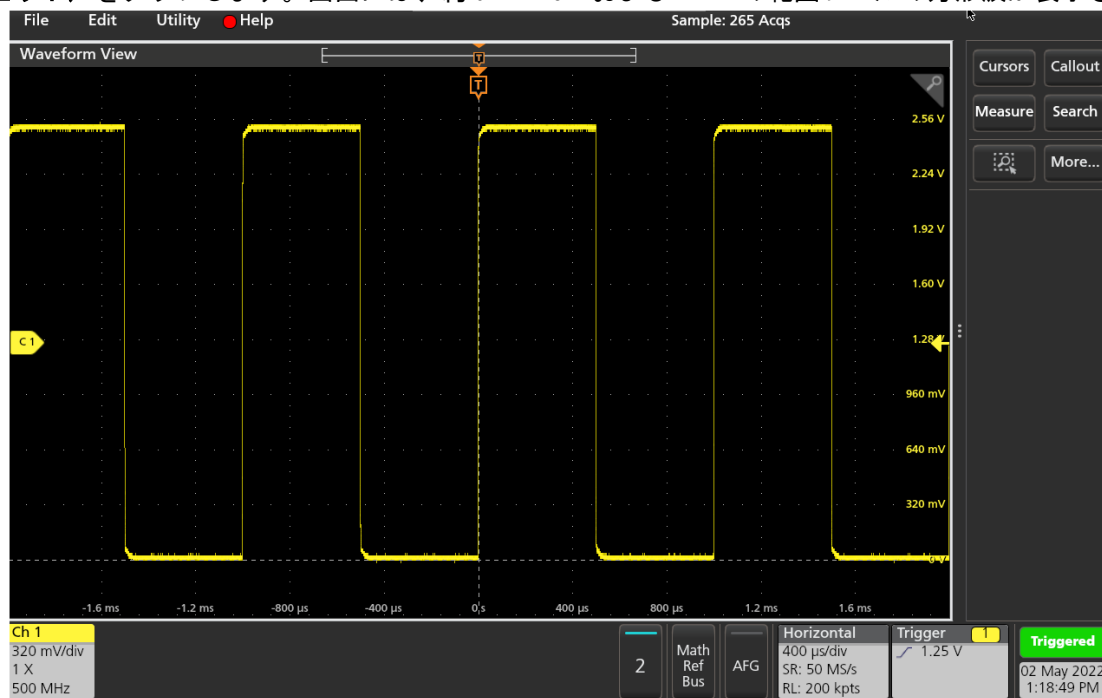 File Edit Utility Help Sample: 265 Acqs
Waveform View
T
T
Cursors Callout
Measure Search
More...
2.56 V
2.24 V
1.92 V
1.60 V
C 1
1.28 V
960 mV
640 mV
320 mV
0 V
-1.6 ms -1.2 ms -800 µs -400 µs 0 s 400 µs 800 µs 1.2 ms 1.6 ms
Ch 1
320 mV/div
1 X
500 MHz
2
Math
Ref
Bus
AFG
Horizontal
400 µs/div
SR: 50 MS/s
RL: 200 kpts
Trigger 1
1.25 V
Triggered
02 May 2022
1:18:49 PM